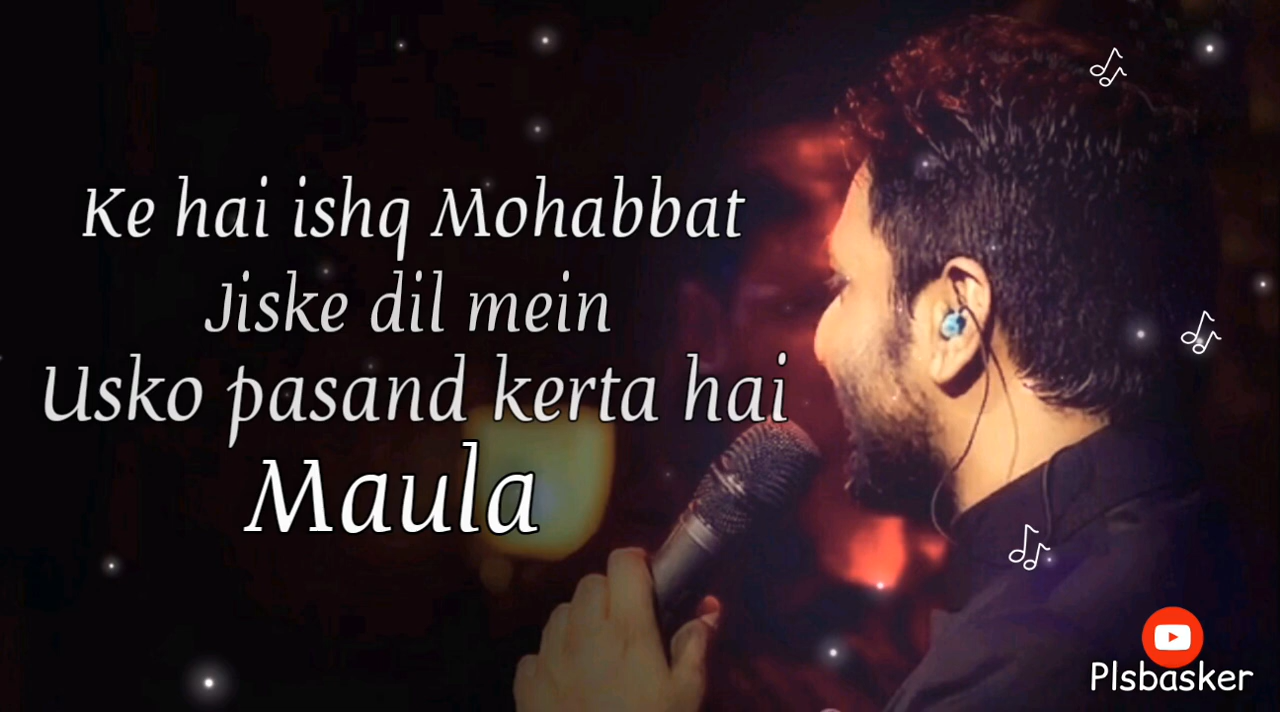 Ke hai ishq Mohabbat
Jiske dil mein
Usko pasand kerta hai
Maula
Plsbasker